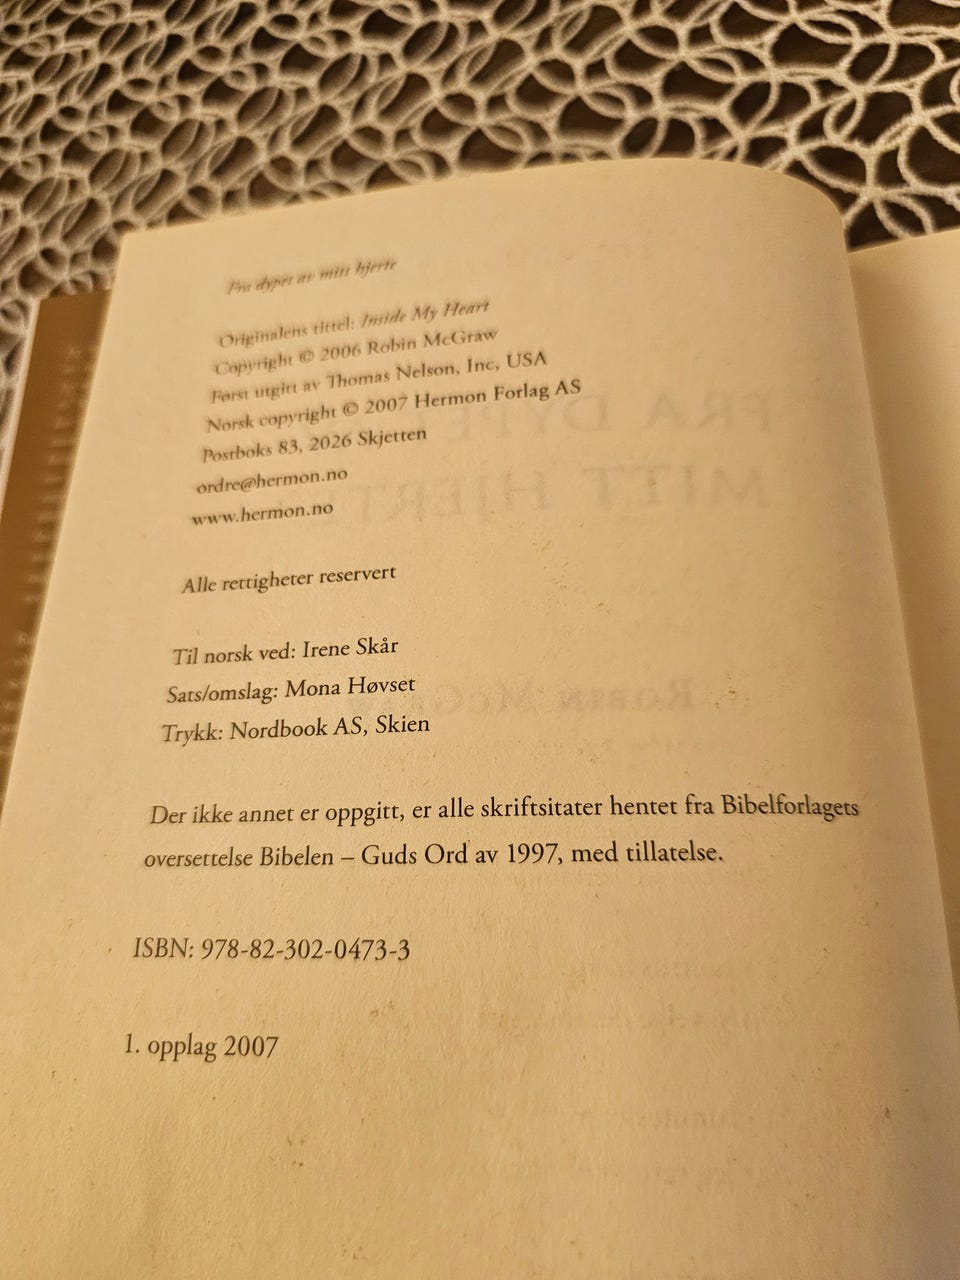 Fra dypet av mitt hjerte
Originalens tittel: Inside My Heart
Copyright © 2006 Robin McGraw
Først utgitt av Thomas Nelson, Inc, USA
Norsk copyright © 2007 Hermon Forlag AS
Postboks 83, 2026 Skjetten
ordre@hermon.no
www.hermon.no
Alle rettigheter reservert
Til norsk ved: Irene Skår
Sats/omslag: Mona Høvset
Trykk: Nordbook AS, Skien
Der ikke annet er oppgitt, er alle skriftsitater hentet fra Bibelforlagets
oversettelse Bibelen – Guds Ord av 1997, med tillatelse.
ISBN: 978-82-302-0473-3
1. opplag 2007